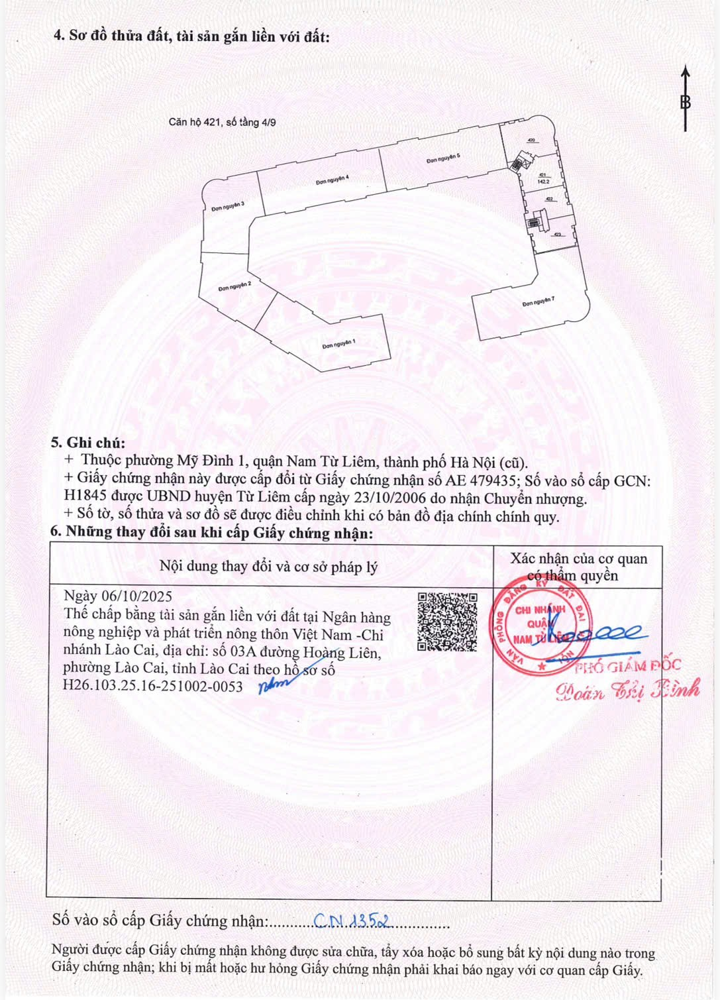 4. Sơ đồ thửa đất, tài sản gắn liền với đất:
B
Căn hộ 421, số tầng 4/9
420
Đơn nguyên 5
421
142.2
Đơn nguyên 4
422
Đơn nguyên 3
423
Đơn nguyên 2
Đơn nguyên 7
Đơn nguyên 1
5. Ghi chú:
+ Thuộc phường Mỹ Đình 1, quận Nam Từ Liêm, thành phố Hà Nội (cũ).
+ Giấy chứng nhận này được cấp đổi từ Giấy chứng nhận số AE 479435; Số vào sổ cấp GCN:
H1845 được UBND huyện Từ Liêm cấp ngày 23/10/2006 do nhận Chuyển nhượng.
+ Số tờ, số thửa và sơ đồ sẽ được điều chỉnh khi có bản đồ địa chính chính quy.
6. Những thay đổi sau khi cấp Giấy chứng nhận:
Nội dung thay đổi và cơ sở pháp lý
Xác nhận của cơ quan
có thẩm quyền
Ngày 06/10/2025
Thế chấp bằng tài sản gắn liền với đất tại Ngân hàng
nông nghiệp và phát triển nông thôn Việt Nam -Chi
nhánh Lào Cai, địa chỉ: số 03A đường Hoàng Liên,
phường Lào Cai, tỉnh Lào Cai theo hồ sơ số
H26.103.25.16-251002-0053
VĂN PHÒNG ĐĂNG KÝ ĐẤT ĐAI HÀ NỘI
CHI NHÁNH
QUẬN
NAM TỪ LIÊM
PHÓ GIÁM ĐỐC
Doãn Thị Bình
Số vào sổ cấp Giấy chứng nhận: CN 1352
Người được cấp Giấy chứng nhận không được sửa chữa, tẩy xóa hoặc bổ sung bất kỳ nội dung nào trong
Giấy chứng nhận; khi bị mất hoặc hư hỏng Giấy chứng nhận phải khai báo ngay với cơ quan cấp Giấy.